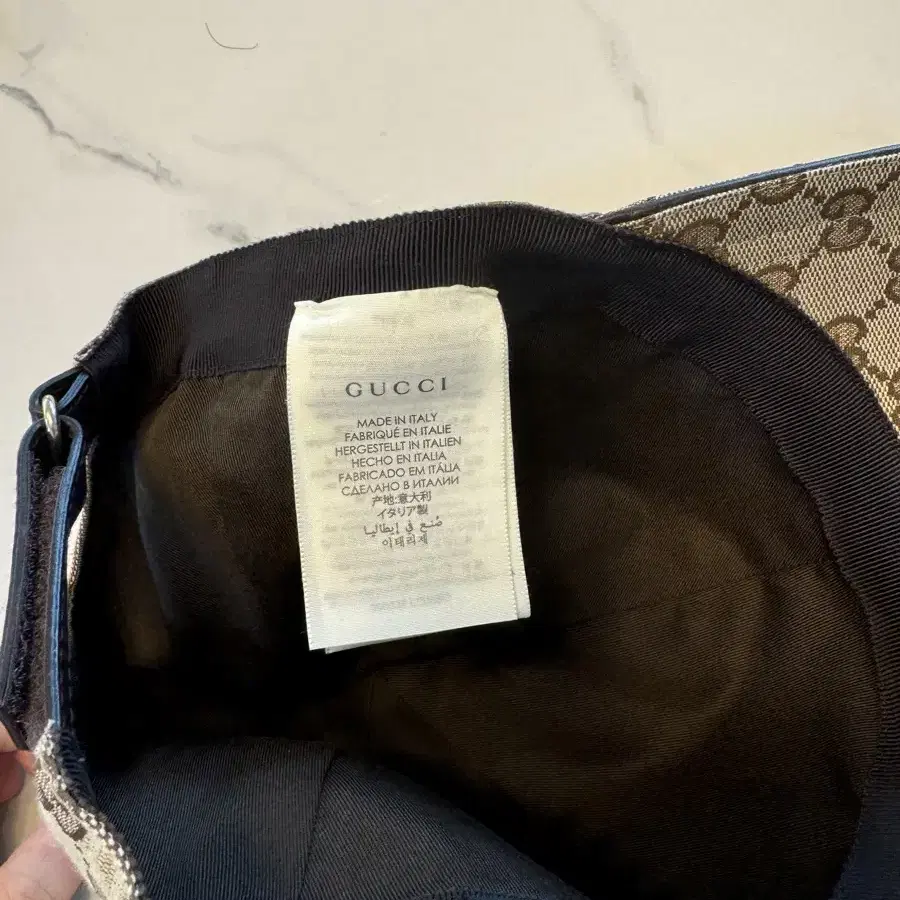 GUCCI
MADE IN ITALY
FABRIQUÉ EN ITALIE
HERGESTELLT IN ITALIEN
HECHO EN ITALIA
FABRICADO EM ITÁLIA
СДЕЛАНО В ИТАЛИИ
产地:意大利
イタリア製
صُنع في إيطاليا
이태리제